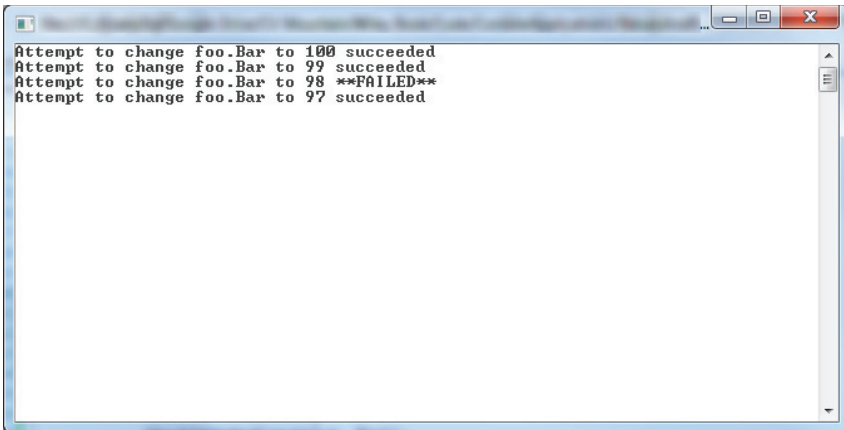 Attempt to change foo.Bar to 100 succeeded
Attempt to change foo.Bar to 99 succeeded
Attempt to change foo.Bar to 98 **FAILED**
Attempt to change foo.Bar to 97 succeeded